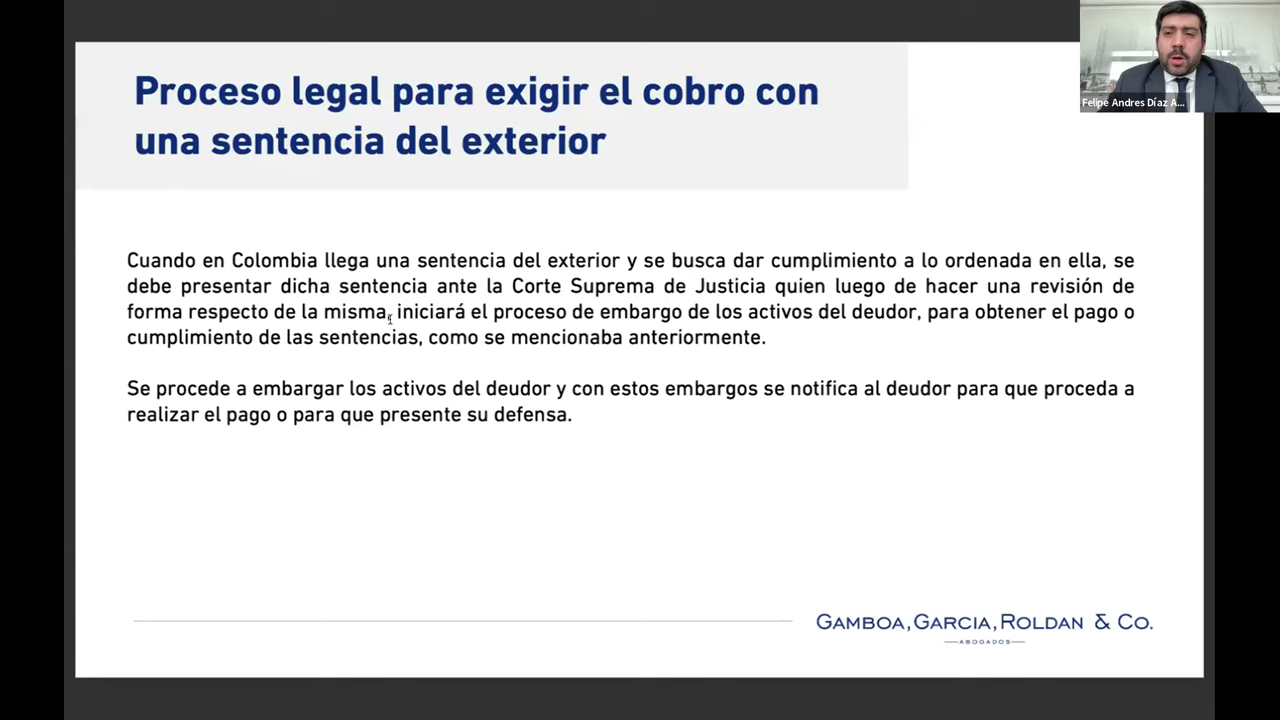 Proceso legal para exigir el cobro con
una sentencia del exterior
Felipe Andres Díaz A...
Cuando en Colombia llega una sentencia del exterior y se busca dar cumplimiento a lo ordenada en ella, se
debe presentar dicha sentencia ante la Corte Suprema de Justicia quien luego de hacer una revisión de
forma respecto de la misma, iniciará el proceso de embargo de los activos del deudor, para obtener el pago o
cumplimiento de las sentencias, como se mencionaba anteriormente.
Se procede a embargar los activos del deudor y con estos embargos se notifica al deudor para que proceda a
realizar el pago o para que presente su defensa.
GAMBOA, GARCIA, ROLDAN & CO.
ABOGADOS